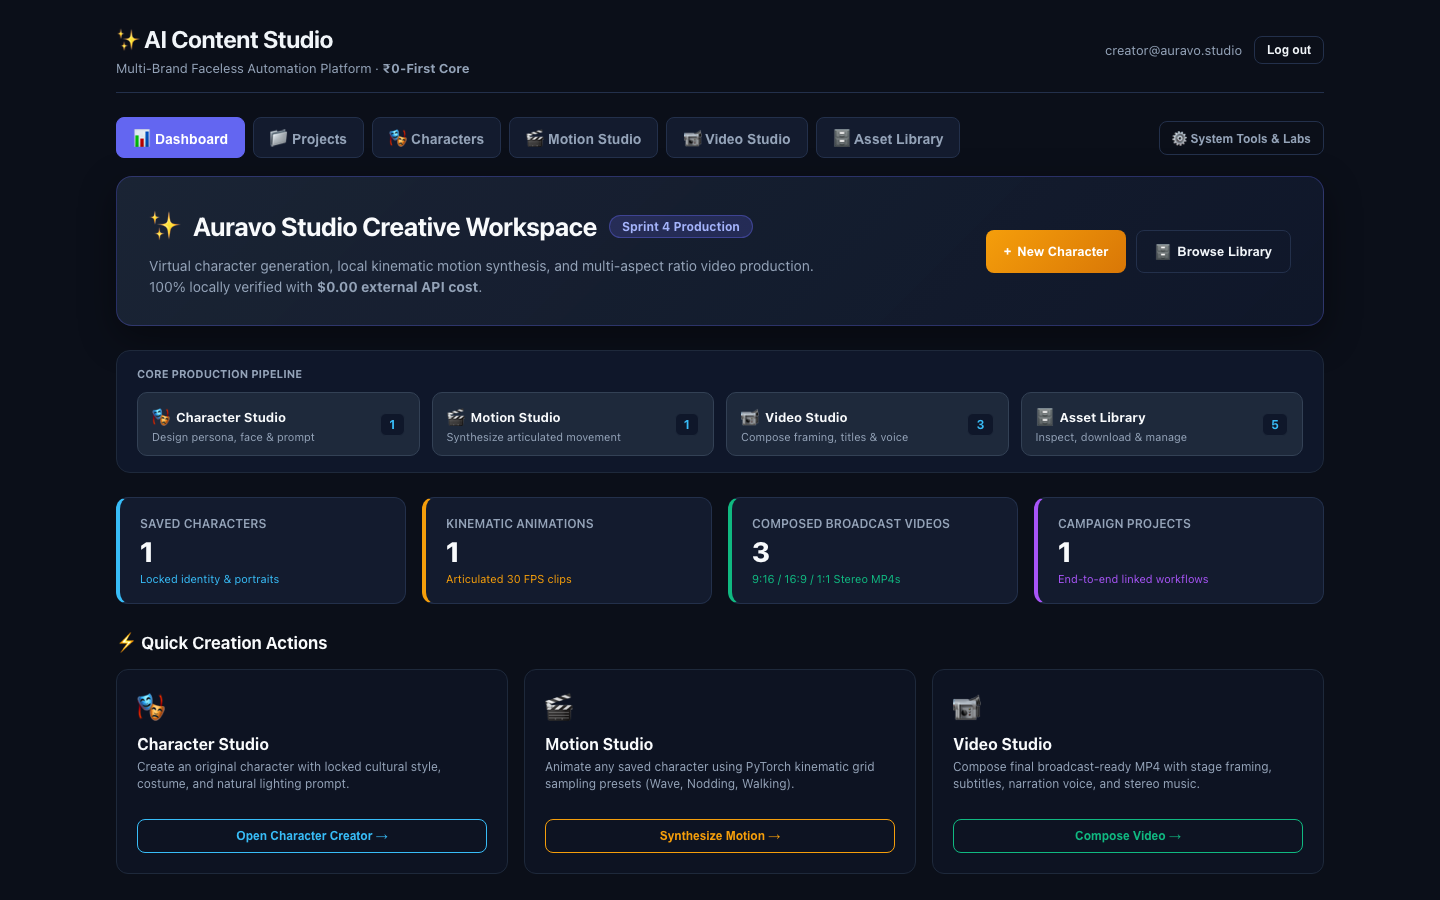 ✨ AI Content Studio
Multi-Brand Faceless Automation Platform · ₹0-First Core
creator@auravo.studio
Log out
Dashboard
Projects
Characters
Motion Studio
Video Studio
Asset Library
System Tools & Labs
Auravo Studio Creative Workspace
Sprint 4 Production
Virtual character generation, local kinematic motion synthesis, and multi-aspect ratio video production.
100% locally verified with $0.00 external API cost.
+ New Character
Browse Library
CORE PRODUCTION PIPELINE
Character Studio
Design persona, face & prompt
1
Motion Studio
Synthesize articulated movement
1
Video Studio
Compose framing, titles & voice
3
Asset Library
Inspect, download & manage
5
SAVED CHARACTERS
1
Locked identity & portraits
KINEMATIC ANIMATIONS
1
Articulated 30 FPS clips
COMPOSED BROADCAST VIDEOS
3
9:16 / 16:9 / 1:1 Stereo MP4s
CAMPAIGN PROJECTS
1
End-to-end linked workflows
⚡ Quick Creation Actions
Character Studio
Create an original character with locked cultural style,
costume, and natural lighting prompt.
Open Character Creator →
Motion Studio
Animate any saved character using PyTorch kinematic grid
sampling presets (Wave, Nodding, Walking).
Synthesize Motion →
Video Studio
Compose final broadcast-ready MP4 with stage framing,
subtitles, narration voice, and stereo music.
Compose Video →